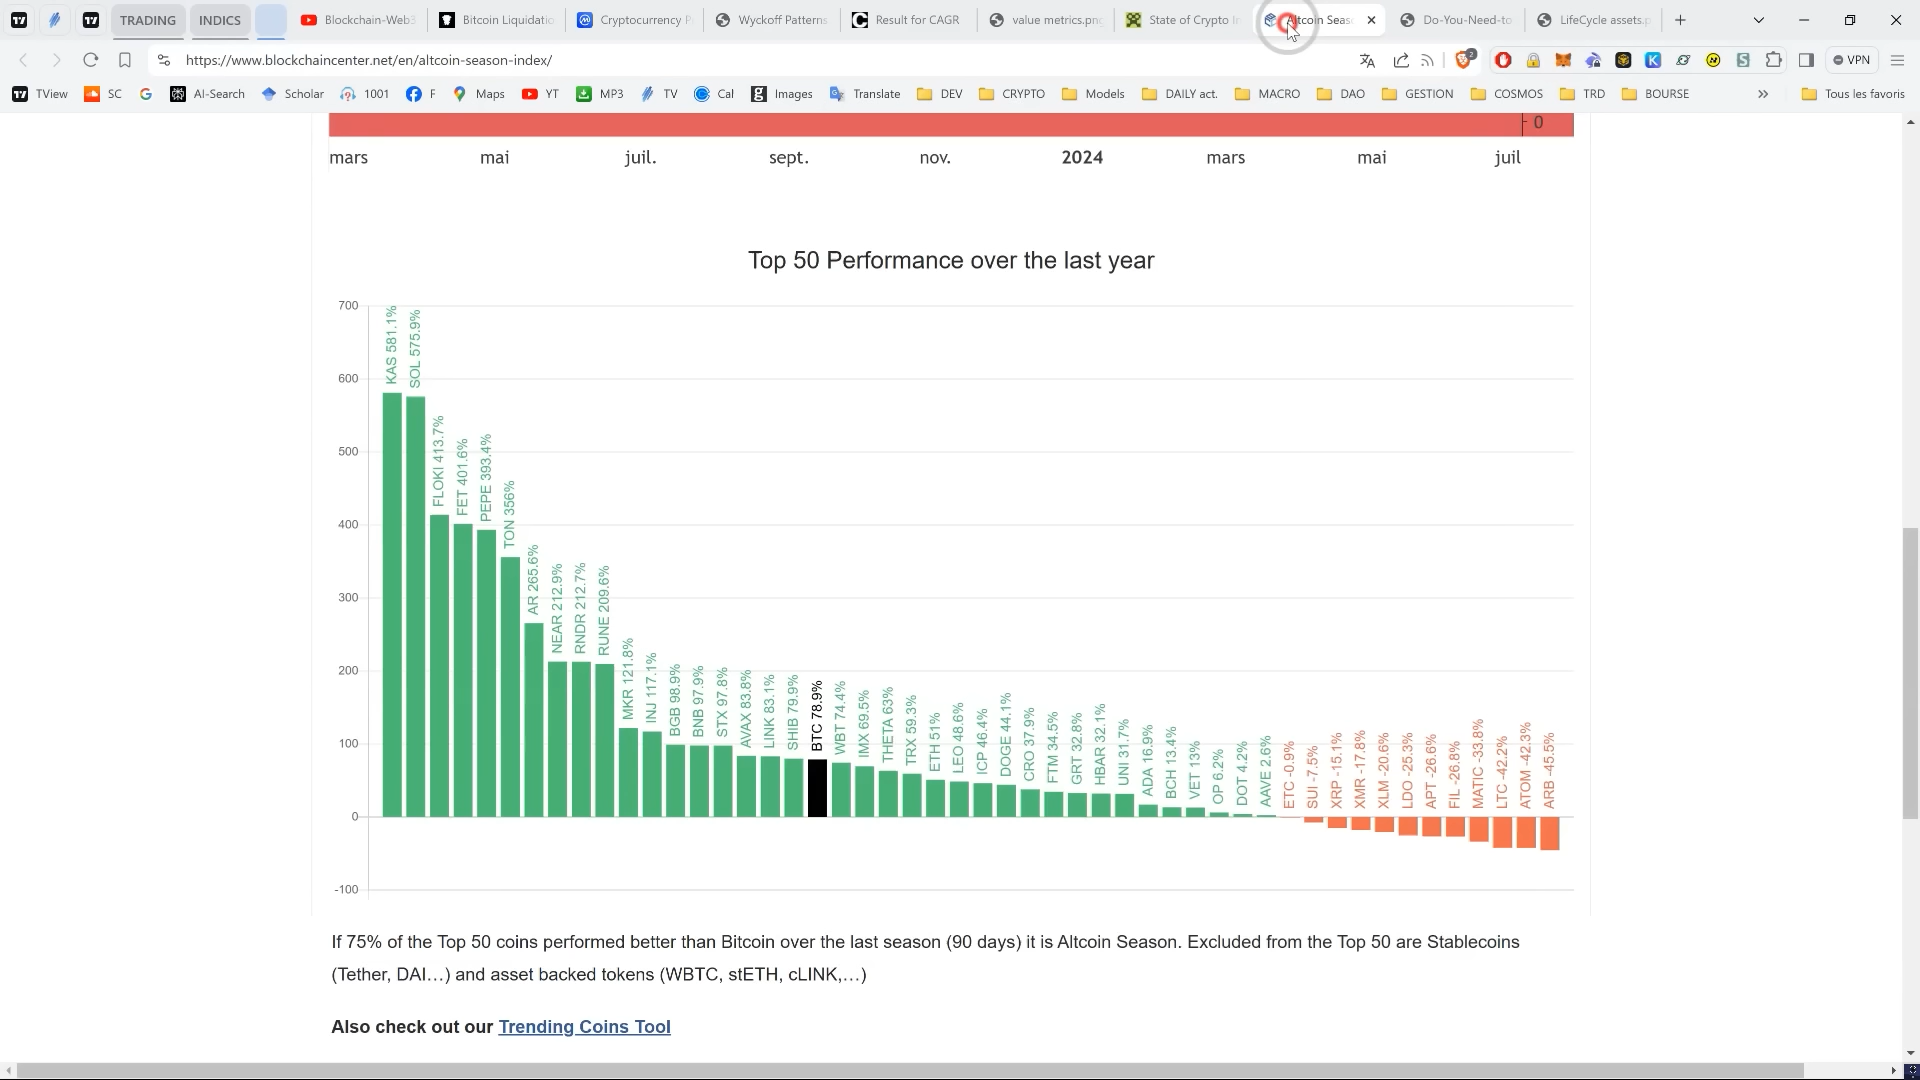 TRADING INDICS Blockchain-Web3 Bitcoin Liquidatio Cryptocurrency P Wyckoff Patterns Result for CAGR value metrics.png State of Crypto I Altcoin Seas Do-You-Need-to LifeCycle assets.p
https://www.blockchaincenter.net/en/altcoin-season-index/ 2 VPN
TView SC AI-Search Scholar 1001 F Maps YT MP3 TV Cal Images Translate DEV CRYPTO Models DAILY act. MACRO DAO GESTION COSMOS TRD BOURSE Tous les favoris
0
mars mai juil. sept. nov. 2024 mars mai juil
Top 50 Performance over the last year
700
600
500
400
300
200
100
0
-100
KAS 581.1%
SOL 575.9%
FLOKI 413.7%
FET 401.6%
PEPE 393.4%
TON 356%
AR 265.6%
NEAR 212.9%
RNDR 212.7%
RUNE 209.6%
MKR 121.8%
INJ 117.1%
BGB 98.9%
BNB 97.9%
STX 97.8%
AVAX 83.8%
LINK 83.1%
SHIB 79.9%
BTC 78.9%
WBT 74.4%
IMX 69.5%
THETA 63%
TRX 59.3%
ETH 51%
LEO 48.6%
ICP 46.4%
DOGE 44.1%
CRO 37.9%
FTM 34.5%
GRT 32.8%
HBAR 32.1%
UNI 31.7%
ADA 16.9%
BCH 13.4%
VET 13%
OP 6.2%
DOT 4.2%
AAVE 2.6%
ETC -0.9%
SUI -7.5%
XRP -15.1%
XMR -17.8%
XLM -20.6%
LDO -25.3%
APT -26.6%
FIL -26.8%
MATIC -33.8%
LTC -42.2%
ATOM -42.3%
ARB -45.5%
If 75% of the Top 50 coins performed better than Bitcoin over the last season (90 days) it is Altcoin Season. Excluded from the Top 50 are Stablecoins
(Tether, DAI…) and asset backed tokens (WBTC, stETH, cLINK,…)
Also check out our Trending Coins Tool